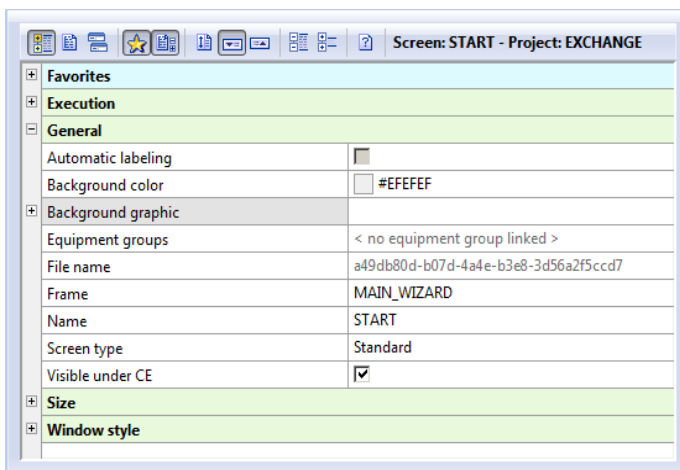 Screen: START - Project: EXCHANGE
Favorites
Execution
General
Automatic labeling
Background color #EFEFEF
Background graphic
Equipment groups < no equipment group linked >
File name a49db80d-b07d-4a4e-b3e8-3d56a2f5ccd7
Frame MAIN_WIZARD
Name START
Screen type Standard
Visible under CE
Size
Window style